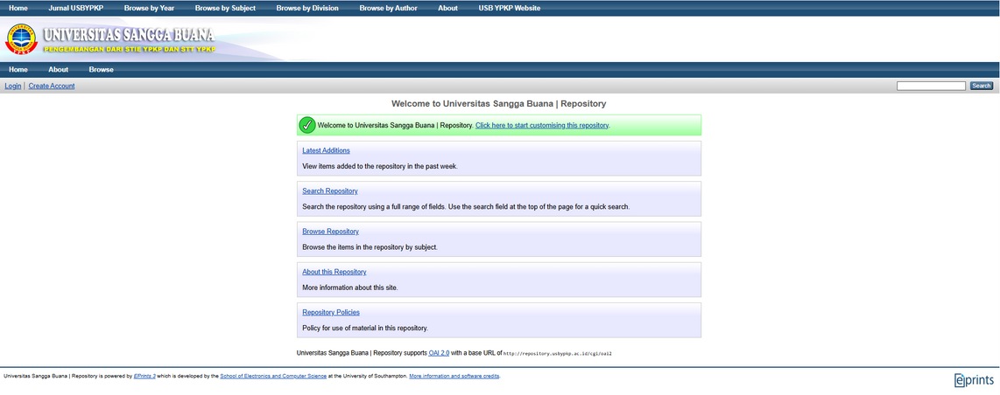 Home Jurnal USBYPKP Browse by Year Browse by Subject Browse by Division Browse by Author About USB YPKP Website
UNIVERSITAS SANGGA BUANA
PENGEMBANGAN DARI STIE YPKP DAN STT YPKP
Home About Browse
Login | Create Account Search
Welcome to Universitas Sangga Buana | Repository
Welcome to Universitas Sangga Buana | Repository. Click here to start customising this repository.
Latest Additions
View items added to the repository in the past week.
Search Repository
Search the repository using a full range of fields. Use the search field at the top of the page for a quick search.
Browse Repository
Browse the items in the repository by subject.
About this Repository
More information about this site.
Repository Policies
Policy for use of material in this repository.
Universitas Sangga Buana | Repository supports OAI 2.0 with a base URL of http://repository.usbypkp.ac.id/cgi/oai2
Universitas Sangga Buana | Repository is powered by EPrints 3 which is developed by the School of Electronics and Computer Science at the University of Southampton. More information and software credits.
eprints